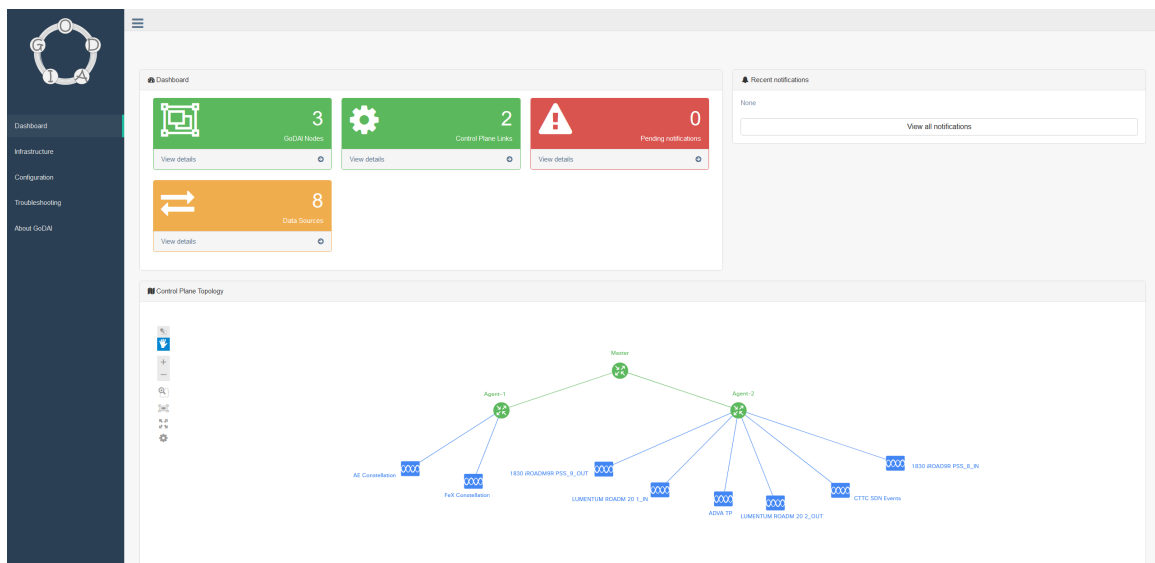 G O D A I
Dashboard
Infrastructure
Configuration
Troubleshooting
About GoDAI
Dashboard
3
GoDAI Nodes
View details
2
Control Plane Links
View details
0
Pending notifications
View details
8
Data Sources
View details
Recent notifications
None
View all notifications
Control Plane Topology
Master
Agent-1
Agent-2
AE Constellation
FeX Constellation
1830 iROADM9R PSS_9_OUT
LUMENTUM ROADM 20 1_IN
ADVA TP
LUMENTUM ROADM 20 2_OUT
CTTC SDN Events
1830 iROAD9R PSS_8_IN